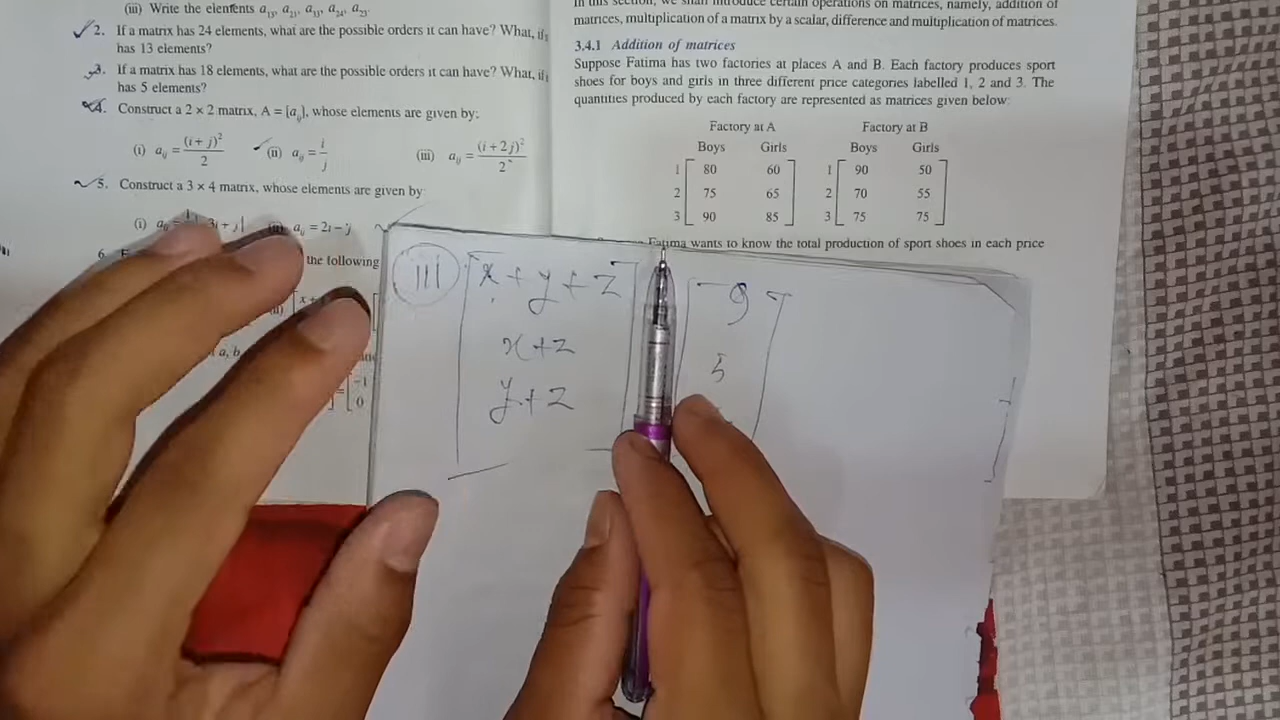 (iii) Write the elements a13, a21, a33, a24, a23.
2. If a matrix has 24 elements, what are the possible orders it can have? What, if
has 13 elements?
3. If a matrix has 18 elements, what are the possible orders it can have? What, if
has 5 elements?
4. Construct a 2 × 2 matrix, A = [aij], whose elements are given by:
(i) aij = (i + j)²/2 (ii) aij = i/j (iii) aij = (i + 2j)²/2
5. Construct a 3 × 4 matrix, whose elements are given by
3i + j| (ii) aij = 2i – j
6. the following
a, b
-1
0
matrices, multiplication of a matrix by a scalar, difference and multiplication of matrices.
3.4.1 Addition of matrices
Suppose Fatima has two factories at places A and B. Each factory produces sport
shoes for boys and girls in three different price categories labelled 1, 2 and 3. The
quantities produced by each factory are represented as matrices given below:
Factory at A Factory at B
Boys Girls Boys Girls
1 80 60 1 90 50
2 75 65 2 70 55
3 90 85 3 75 75
Fatima wants to know the total production of sport shoes in each price
III x + y + z 9
x + z 5
y + z